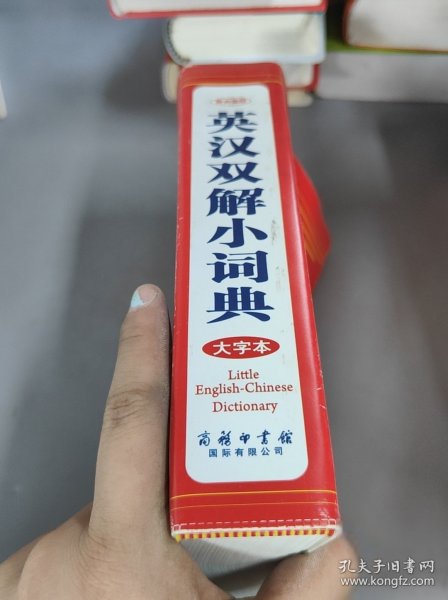 英汉双解小词典
大字本
Little
English-Chinese
Dictionary
商务印书馆
国际有限公司
孔夫子旧书网
www.kongfz.com